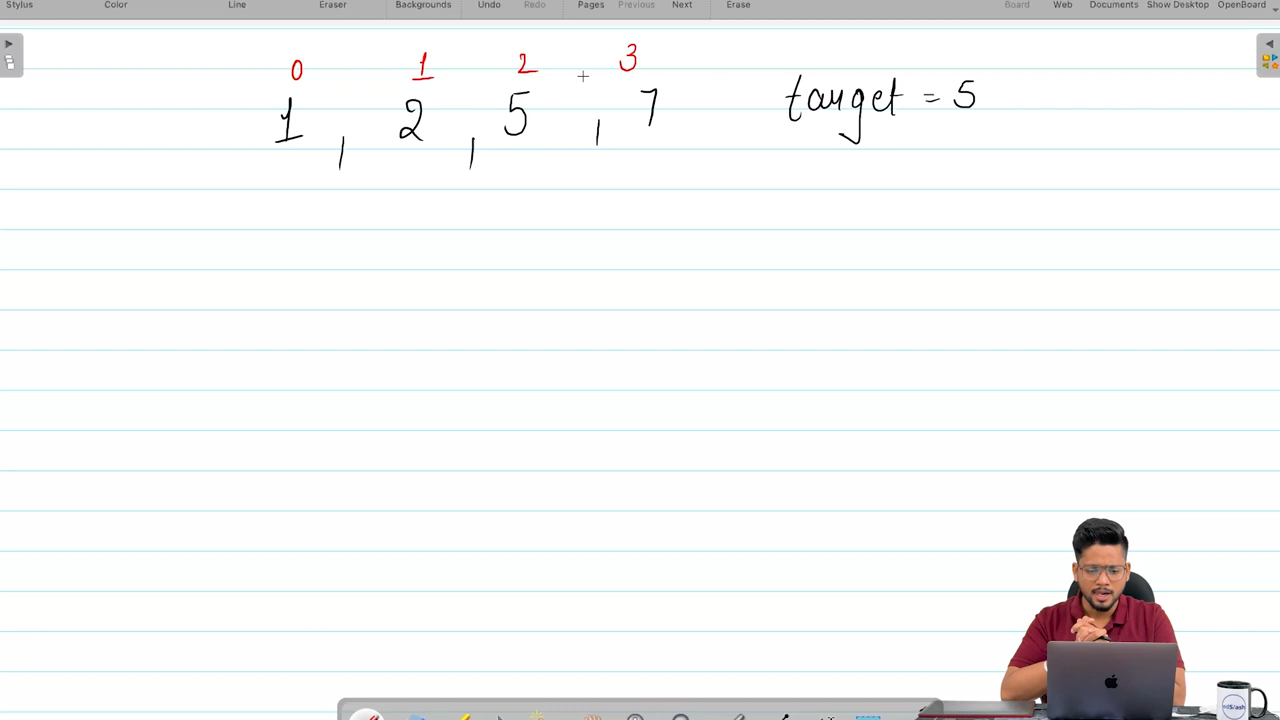 Stylus Color Line Eraser Backgrounds Undo Redo Pages Previous Next Erase Board Web Documents Show Desktop OpenBoard
0 1 2 3
1 , 2 , 5 , 7 target = 5